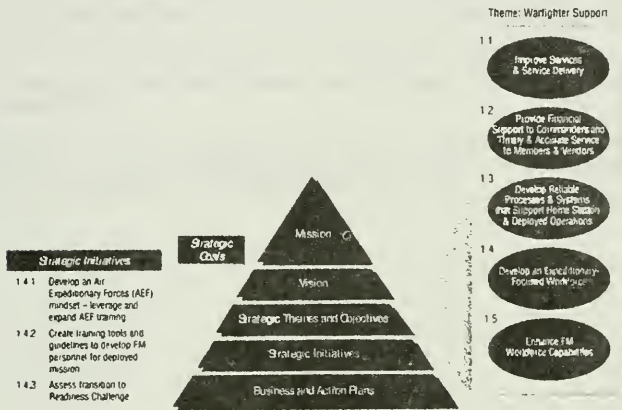 Theme: Warfighter Support
1.1
Improve Services
& Service Delivery
1.2
Provide Financial
Support to Commanders and
Timely & Accurate Service
to Members & Vendors
1.3
Develop Reliable
Processes & Systems
that Support Home Station
& Deployed Operations
1.4
Develop an Expeditionary-
Focused Workforce
1.5
Enhance FM
Workforce Capabilities
Strategic
Goals
Mission
Vision
Strategic Themes and Objectives
Strategic Initiatives
Business and Action Plans
Strategic Initiatives
1.4.1 Develop an Air
Expeditionary Forces (AEF)
mindset – leverage and
expand AEF training
1.4.2 Create training tools and
guidelines to develop FM
personnel for deployed
mission
1.4.3 Assess transition to
Readiness Challenge